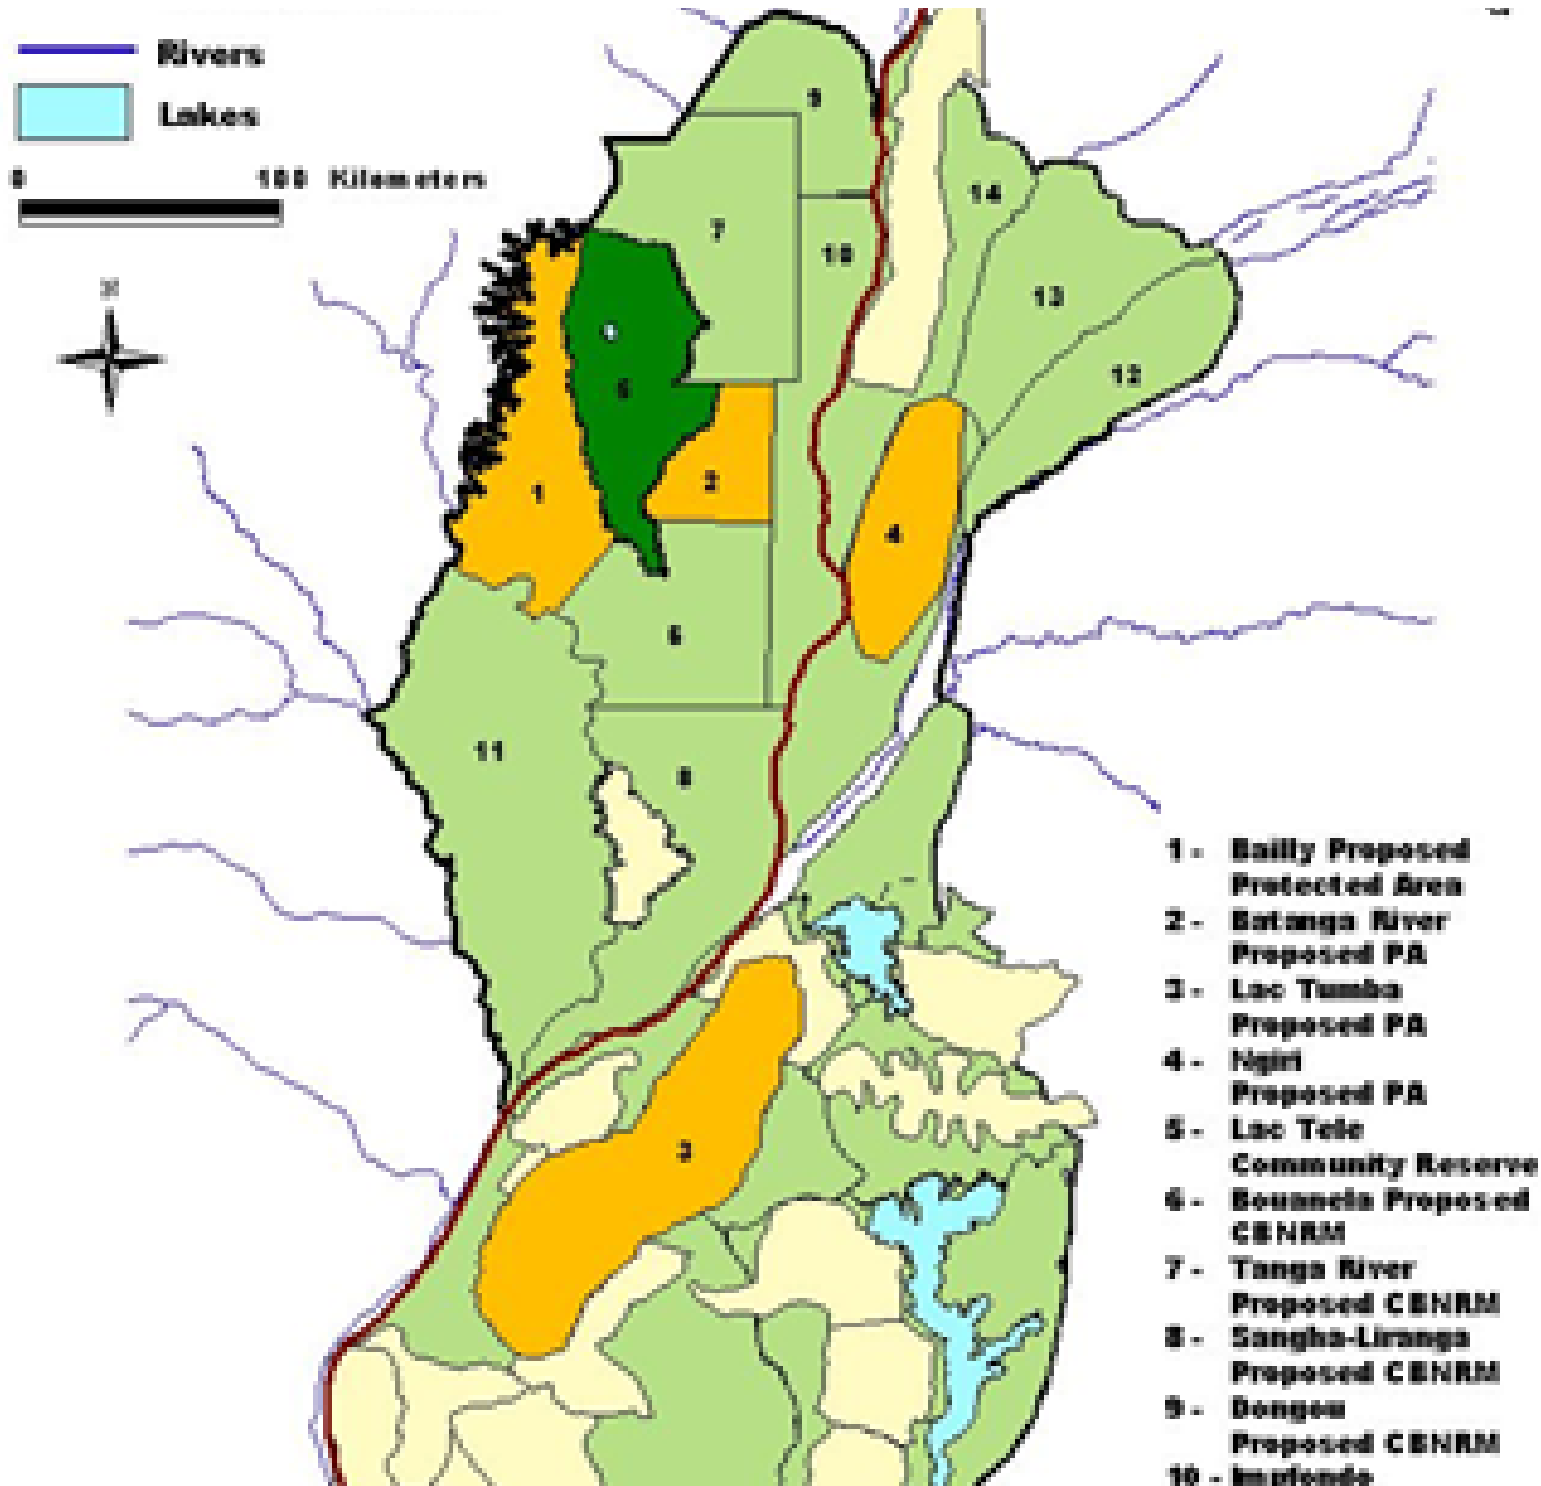 Rivers
Lakes
0 100 Kilometers
N
9
14
7
10
13
5
12
2
1
4
6
11
8
3
1 - Bailly Proposed
Protected Area
2 - Batanga River
Proposed PA
3 - Lac Tumba
Proposed PA
4 - Ngiri
Proposed PA
5 - Lac Tele
Community Reserve
6 - Bouanela Proposed
CBNRM
7 - Tanga River
Proposed CBNRM
8 - Sangha-Liranga
Proposed CBNRM
9 - Dongou
Proposed CBNRM
10 - Impfondo